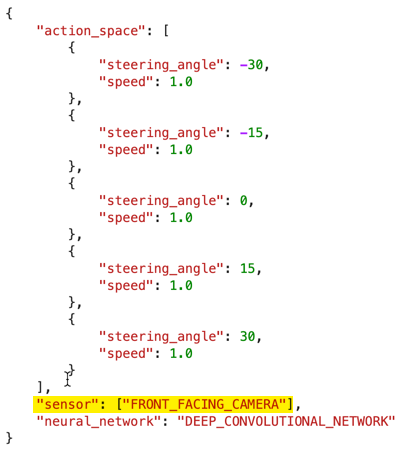 {
    "action_space": [
        {
            "steering_angle": -30,
            "speed": 1.0
        },
        {
            "steering_angle": -15,
            "speed": 1.0
        },
        {
            "steering_angle": 0,
            "speed": 1.0
        },
        {
            "steering_angle": 15,
            "speed": 1.0
        },
        {
            "steering_angle": 30,
            "speed": 1.0
        }
    ],
    "sensor": ["FRONT_FACING_CAMERA"],
    "neural_network": "DEEP_CONVOLUTIONAL_NETWORK"
}